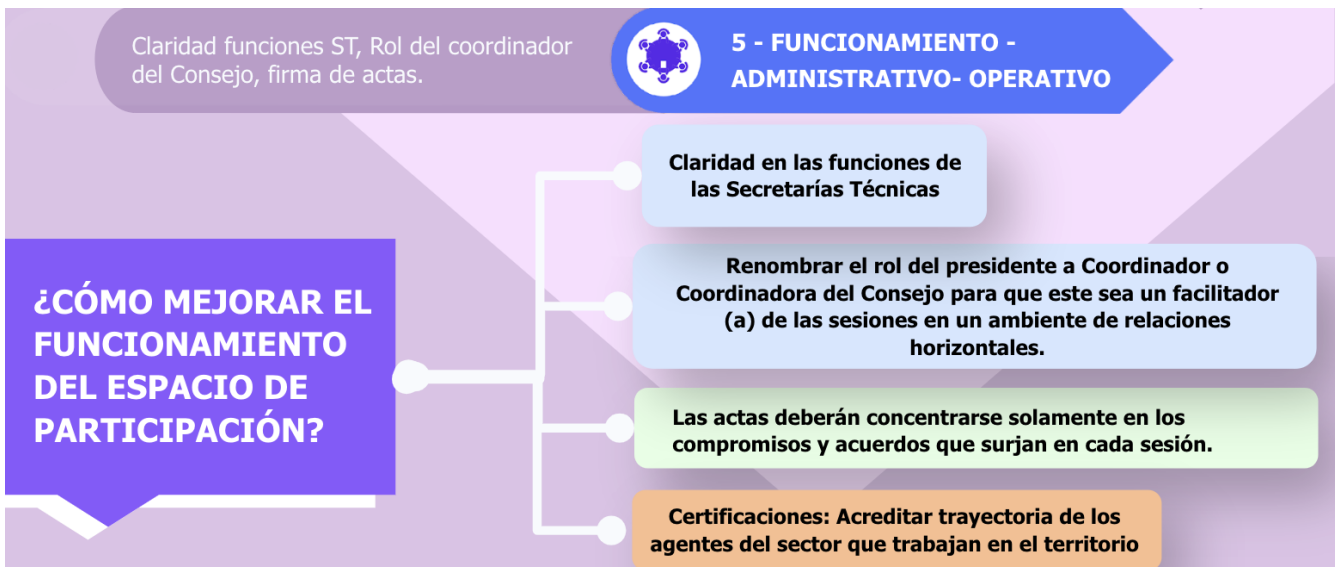 Claridad funciones ST, Rol del coordinador
del Consejo, firma de actas.
5 - FUNCIONAMIENTO -
ADMINISTRATIVO- OPERATIVO
¿CÓMO MEJORAR EL
FUNCIONAMIENTO
DEL ESPACIO DE
PARTICIPACIÓN?
Claridad en las funciones de
las Secretarías Técnicas
Renombrar el rol del presidente a Coordinador o
Coordinadora del Consejo para que este sea un facilitador
(a) de las sesiones en un ambiente de relaciones
horizontales.
Las actas deberán concentrarse solamente en los
compromisos y acuerdos que surjan en cada sesión.
Certificaciones: Acreditar trayectoria de los
agentes del sector que trabajan en el territorio